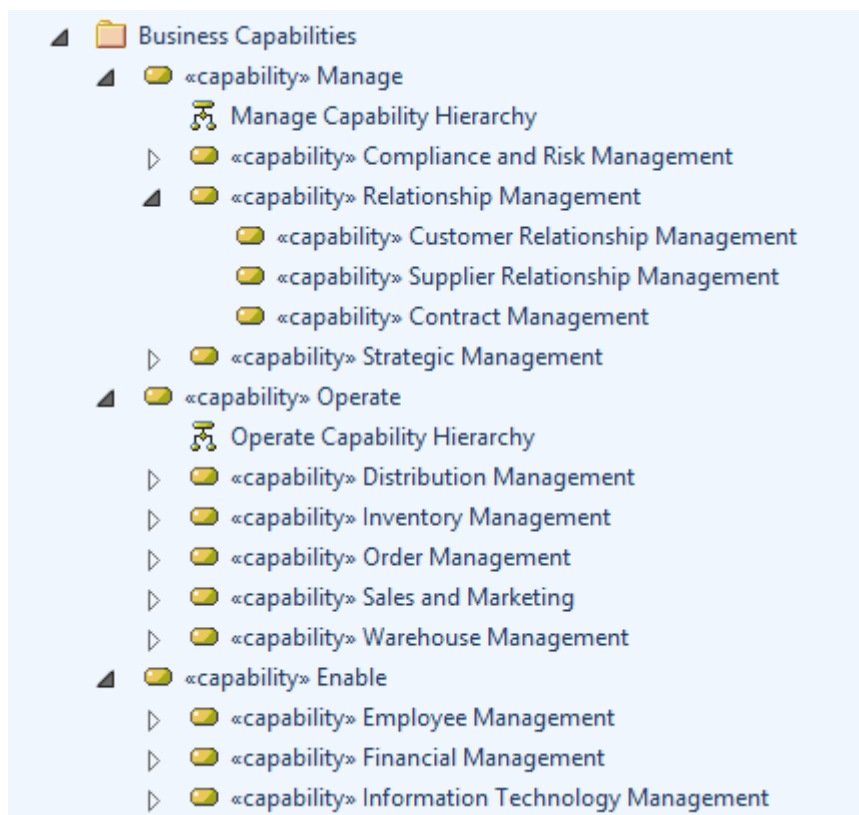 Business Capabilities
«capability» Manage
Manage Capability Hierarchy
«capability» Compliance and Risk Management
«capability» Relationship Management
«capability» Customer Relationship Management
«capability» Supplier Relationship Management
«capability» Contract Management
«capability» Strategic Management
«capability» Operate
Operate Capability Hierarchy
«capability» Distribution Management
«capability» Inventory Management
«capability» Order Management
«capability» Sales and Marketing
«capability» Warehouse Management
«capability» Enable
«capability» Employee Management
«capability» Financial Management
«capability» Information Technology Management